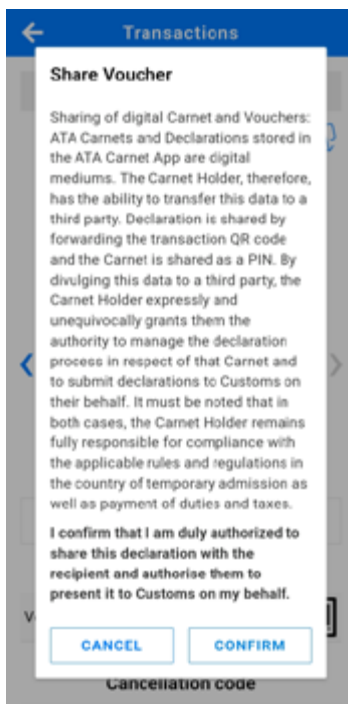 Transactions
Share Voucher
Sharing of digital Carnet and Vouchers:
ATA Carnets and Declarations stored in
the ATA Carnet App are digital
mediums. The Carnet Holder, therefore,
has the ability to transfer this data to a
third party. Declaration is shared by
forwarding the transaction QR code
and the Carnet is shared as a PIN. By
divulging this data to a third party, the
Carnet Holder expressly and
unequivocally grants them the
authority to manage the declaration
process in respect of that Carnet and
to submit declarations to Customs on
their behalf. It must be noted that in
both cases, the Carnet Holder remains
fully responsible for compliance with
the applicable rules and regulations in
the country of temporary admission as
well as payment of duties and taxes.
I confirm that I am duly authorized to
share this declaration with the
recipient and authorise them to
present it to Customs on my behalf.
CANCEL CONFIRM
Cancellation code